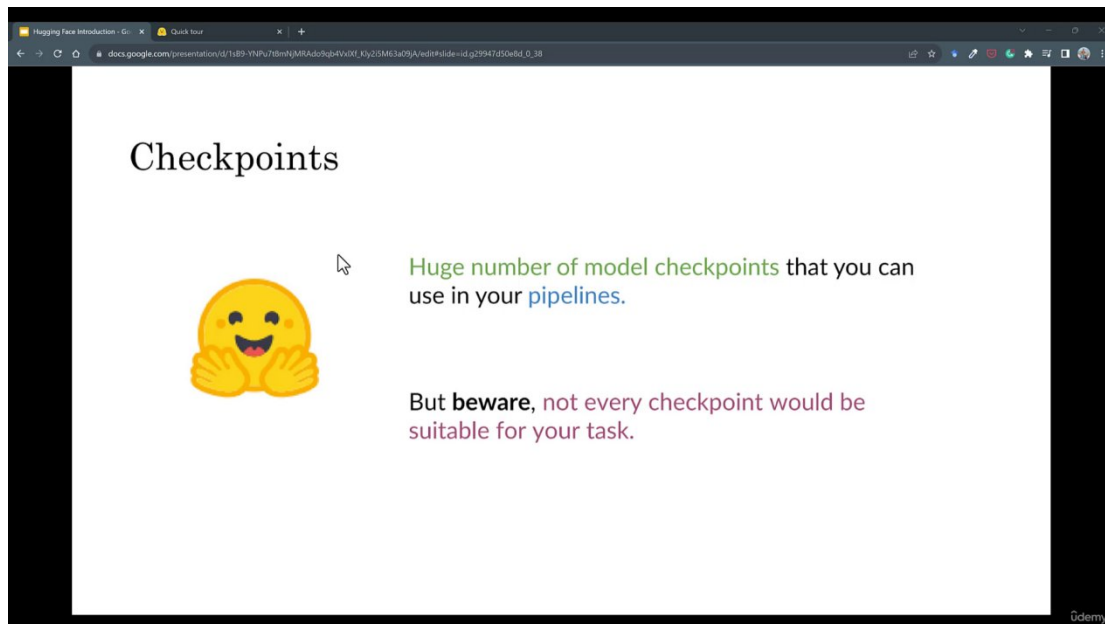 Hugging Face Introduction - Go
Quick tour
docs.google.com/presentation/d/1sB9-YNPu7tBmNjMRAdo9qb4VxlXf_Kly2i5M63a09jA/edit#slide=id.g29947d50e8d_0_38
Checkpoints
Huge number of model checkpoints that you can
use in your pipelines.
But beware, not every checkpoint would be
suitable for your task.
ûdemy